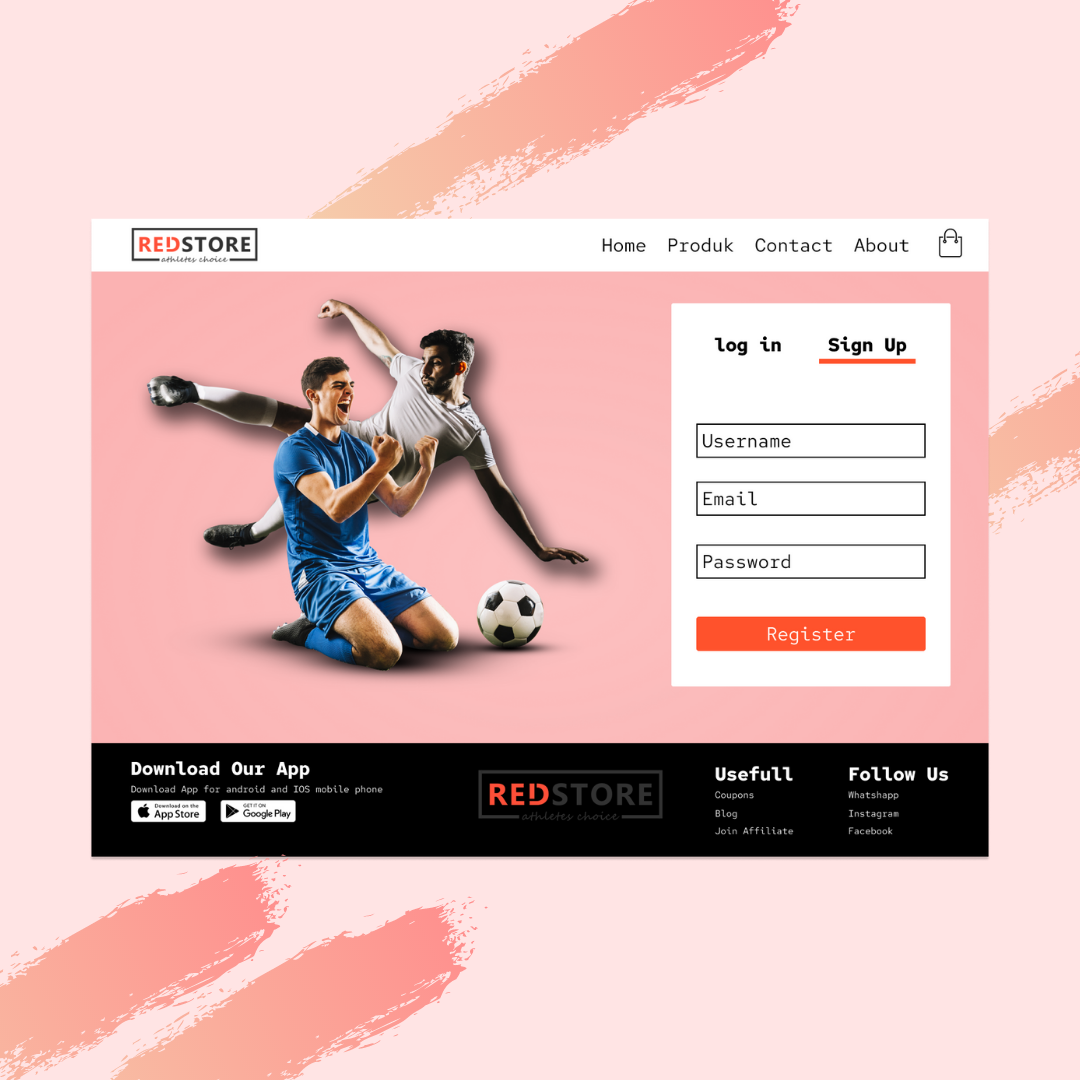 REDSTORE
athletes choice
Home Produk Contact About
log in Sign Up
Username
Email
Password
Register
Download Our App
Download App for android and IOS mobile phone
Download on the
App Store
GET IT ON
Google Play
REDSTORE
athletes choice
Usefull
Coupons
Blog
Join Affiliate
Follow Us
Whatshapp
Instagram
Facebook